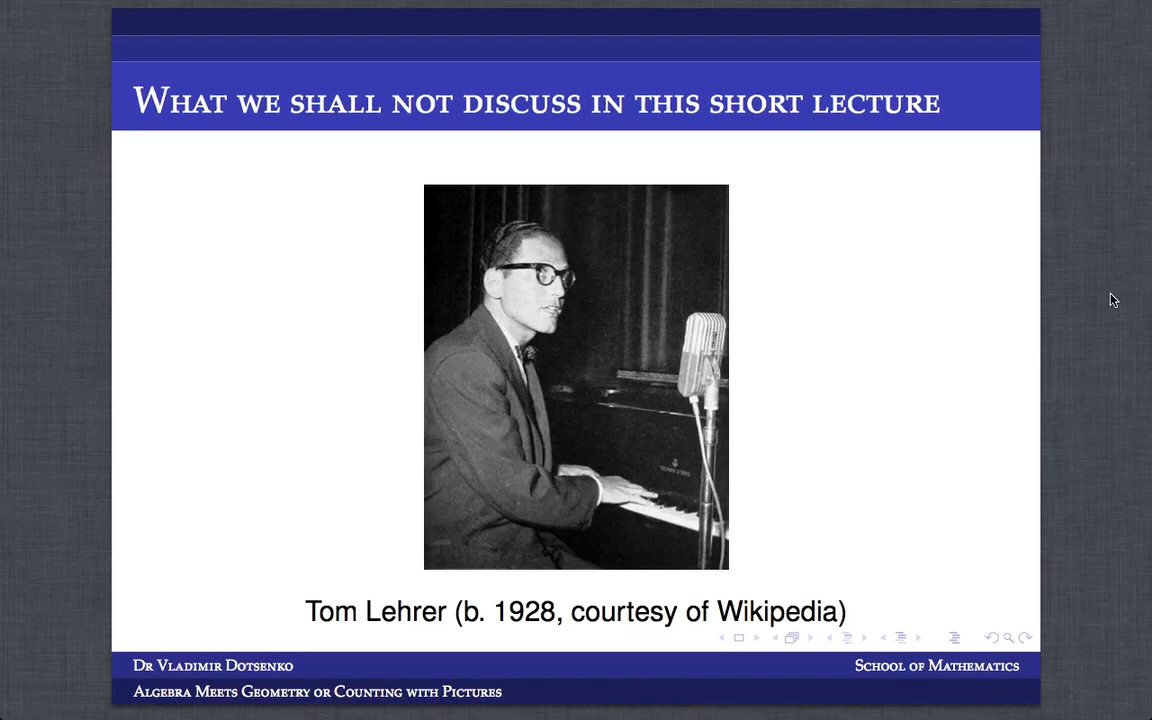 What we shall not discuss in this short lecture
Tom Lehrer (b. 1928, courtesy of Wikipedia)
Dr Vladimir Dotsenko
School of Mathematics
Algebra Meets Geometry or Counting with Pictures